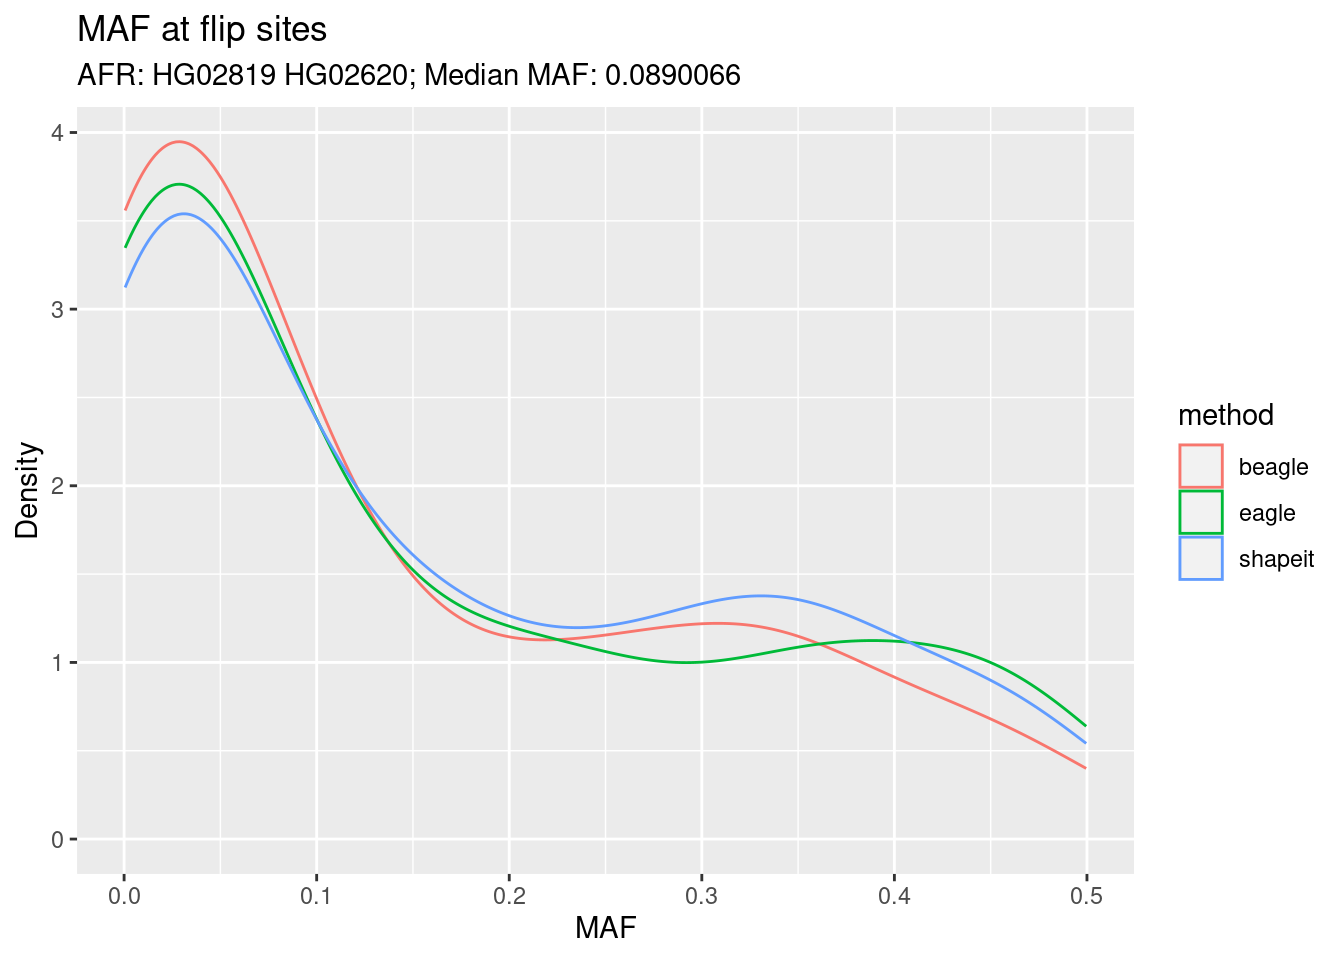 MAF at flip sites
AFR: HG02819 HG02620; Median MAF: 0.0890066
4
3
2
1
0
Density
0.0 0.1 0.2 0.3 0.4 0.5
MAF
method
beagle
eagle
shapeit